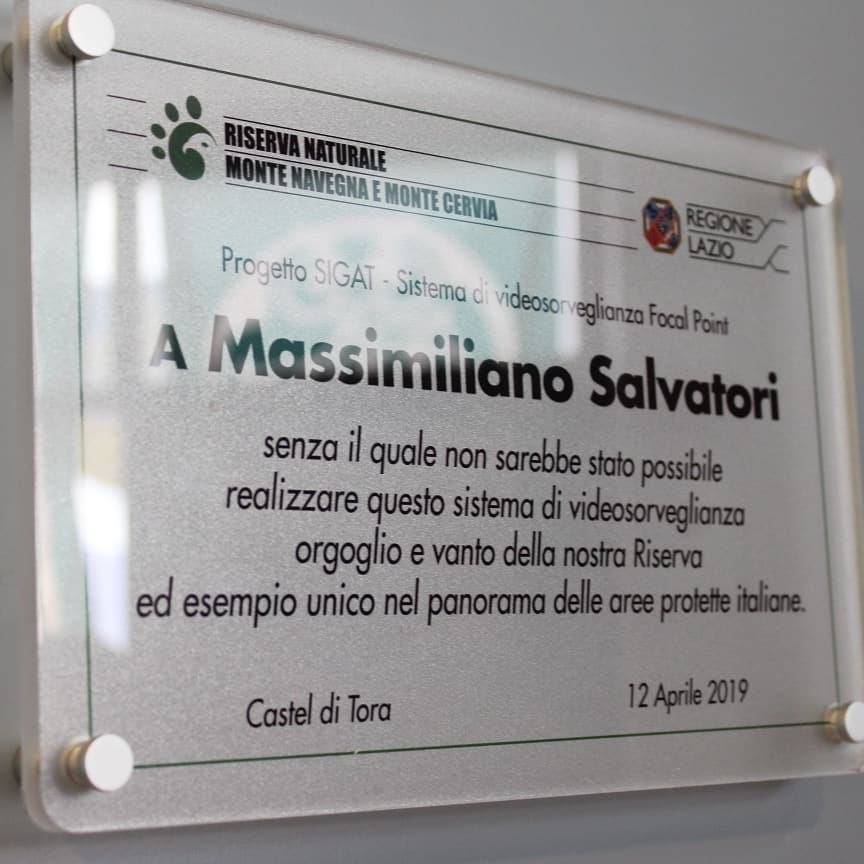 RISERVA NATURALE
MONTE NAVEGNA E MONTE CERVIA
REGIONE
LAZIO
Progetto SIGAT - Sistema di videosorveglianza Focal Point
A Massimiliano Salvatori
senza il quale non sarebbe stato possibile
realizzare questo sistema di videosorveglianza
orgoglio e vanto della nostra Riserva
ed esempio unico nel panorama delle aree protette italiane.
Castel di Tora
12 Aprile 2019